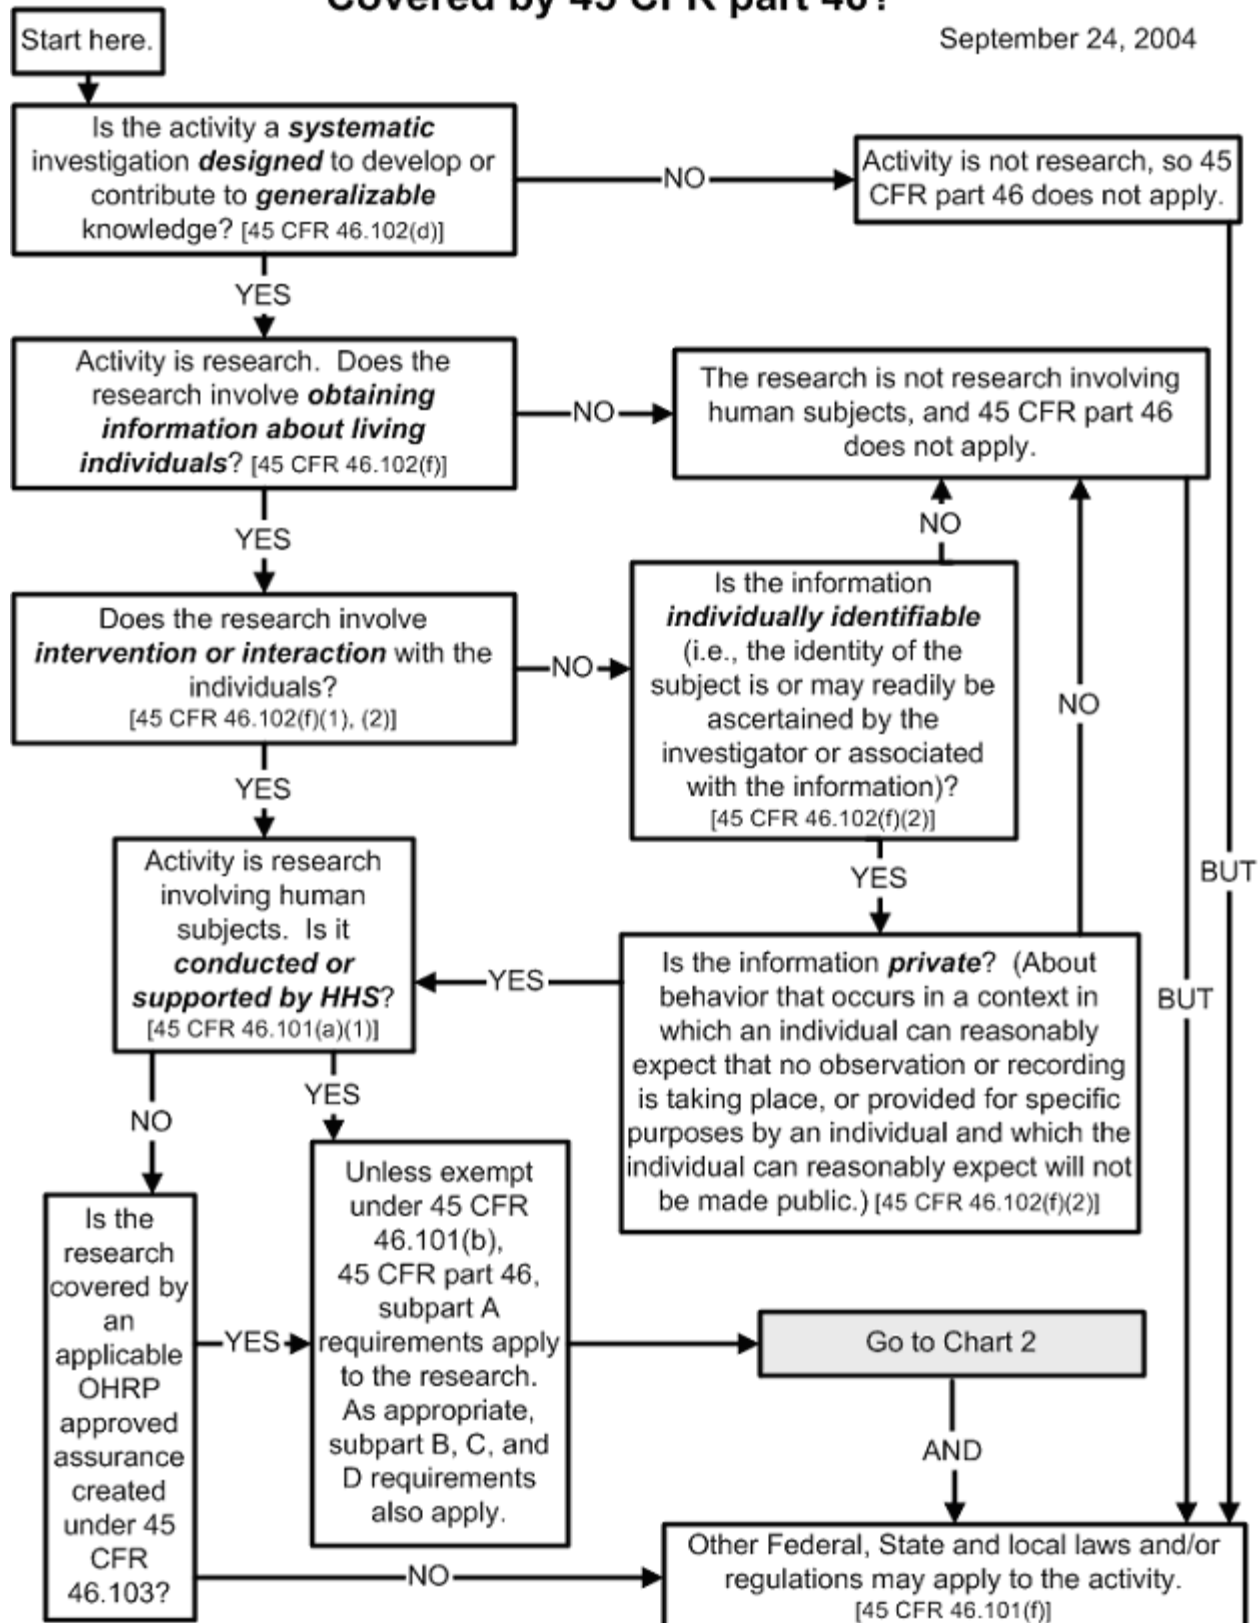 Covered by 45 CFR part 46?
Start here.
September 24, 2004
Is the activity a systematic
investigation designed to develop or
contribute to generalizable
knowledge? [45 CFR 46.102(d)]
NO
Activity is not research, so 45
CFR part 46 does not apply.
YES
Activity is research. Does the
research involve obtaining
information about living
individuals? [45 CFR 46.102(f)]
NO
The research is not research involving
human subjects, and 45 CFR part 46
does not apply.
YES
NO
Does the research involve
intervention or interaction with the
individuals?
[45 CFR 46.102(f)(1), (2)]
NO
Is the information
individually identifiable
(i.e., the identity of the
subject is or may readily be
ascertained by the
investigator or associated
with the information)?
[45 CFR 46.102(f)(2)]
NO
YES
YES
BUT
Activity is research
involving human
subjects. Is it
conducted or
supported by HHS?
[45 CFR 46.101(a)(1)]
YES
Is the information private? (About
behavior that occurs in a context in
which an individual can reasonably
expect that no observation or recording
is taking place, or provided for specific
purposes by an individual and which the
individual can reasonably expect will not
be made public.) [45 CFR 46.102(f)(2)]
BUT
NO
YES
Is the
research
covered by
an
applicable
OHRP
approved
assurance
created
under 45
CFR
46.103?
YES
Unless exempt
under 45 CFR
46.101(b),
45 CFR part 46,
subpart A
requirements apply
to the research.
As appropriate,
subpart B, C, and
D requirements
also apply.
Go to Chart 2
AND
NO
Other Federal, State and local laws and/or
regulations may apply to the activity.
[45 CFR 46.101(f)]